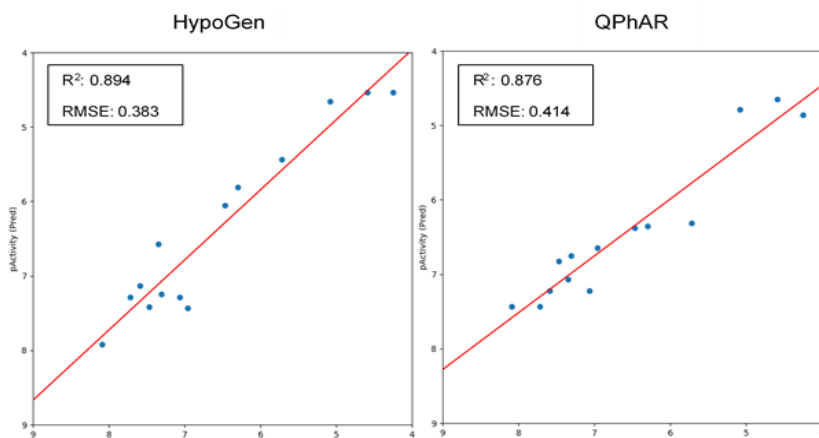 HypoGen
R²: 0.894
RMSE: 0.383
pActivity (Pred)
4
5
6
7
8
9
9 8 7 6 5 4
QPhAR
R²: 0.876
RMSE: 0.414
pActivity (Pred)
4
5
6
7
8
9
9 8 7 6 5